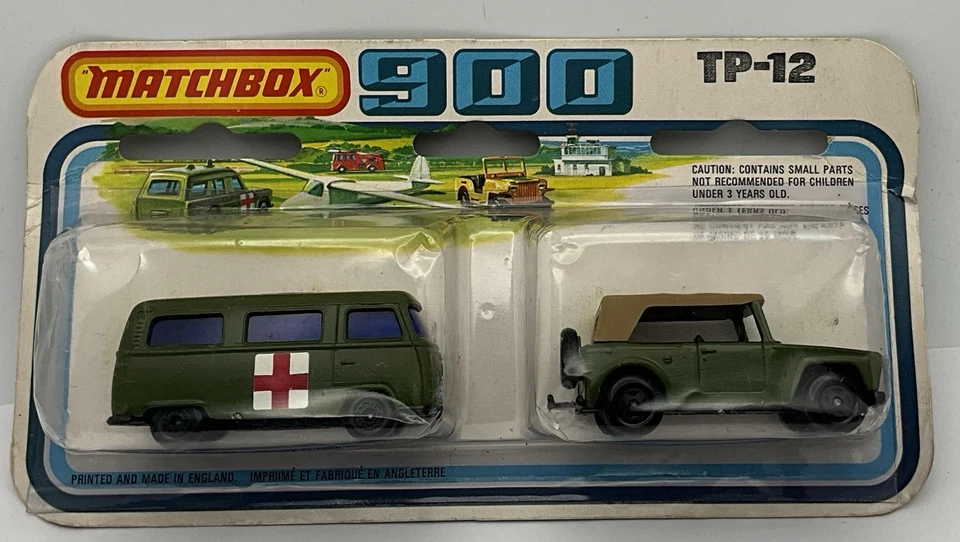 "MATCHBOX"®
900
TP-12
CAUTION: CONTAINS SMALL PARTS
NOT RECOMMENDED FOR CHILDREN
UNDER 3 YEARS OLD.
PRINTED AND MADE IN ENGLAND. IMPRIMÉ ET FABRIQUÉ EN ANGLETERRE